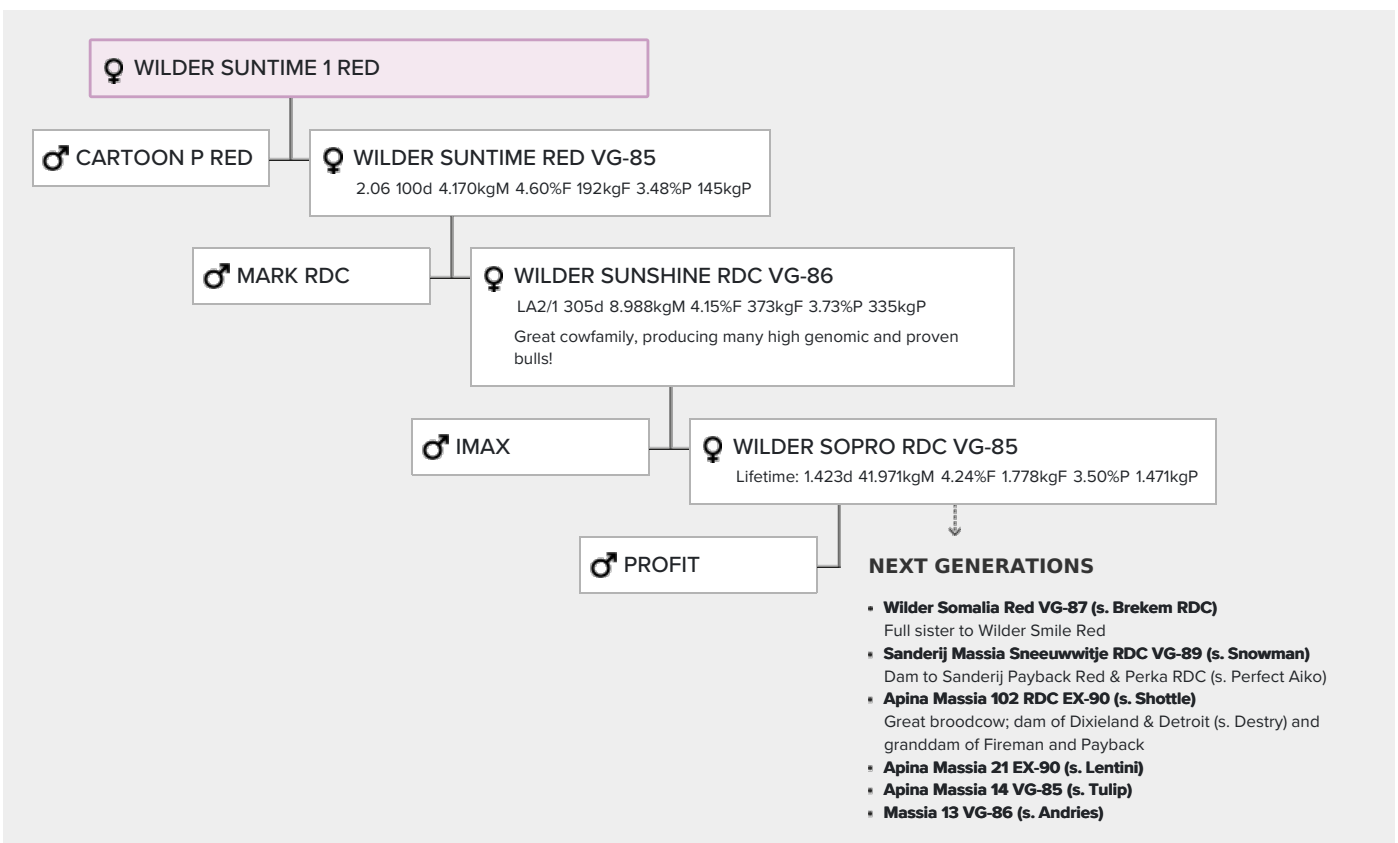 WILDER SUNTIME 1 RED
CARTOON P RED
WILDER SUNTIME RED VG-85
2.06 100d 4.170kgM 4.60%F 192kgF 3.48%P 145kgP
MARK RDC
WILDER SUNSHINE RDC VG-86
LA2/1 305d 8.988kgM 4.15%F 373kgF 3.73%P 335kgP
Great cowfamily, producing many high genomic and proven
bulls!
IMAX
WILDER SOPRO RDC VG-85
Lifetime: 1.423d 41.971kgM 4.24%F 1.778kgF 3.50%P 1.471kgP
PROFIT
NEXT GENERATIONS
Wilder Somalia Red VG-87 (s. Brekem RDC)
Full sister to Wilder Smile Red
Sanderij Massia Sneeuwwitje RDC VG-89 (s. Snowman)
Dam to Sanderij Payback Red & Perka RDC (s. Perfect Aiko)
Apina Massia 102 RDC EX-90 (s. Shottle)
Great broodcow; dam of Dixieland & Detroit (s. Destry) and
granddam of Fireman and Payback
Apina Massia 21 EX-90 (s. Lentini)
Apina Massia 14 VG-85 (s. Tulip)
Massia 13 VG-86 (s. Andries)